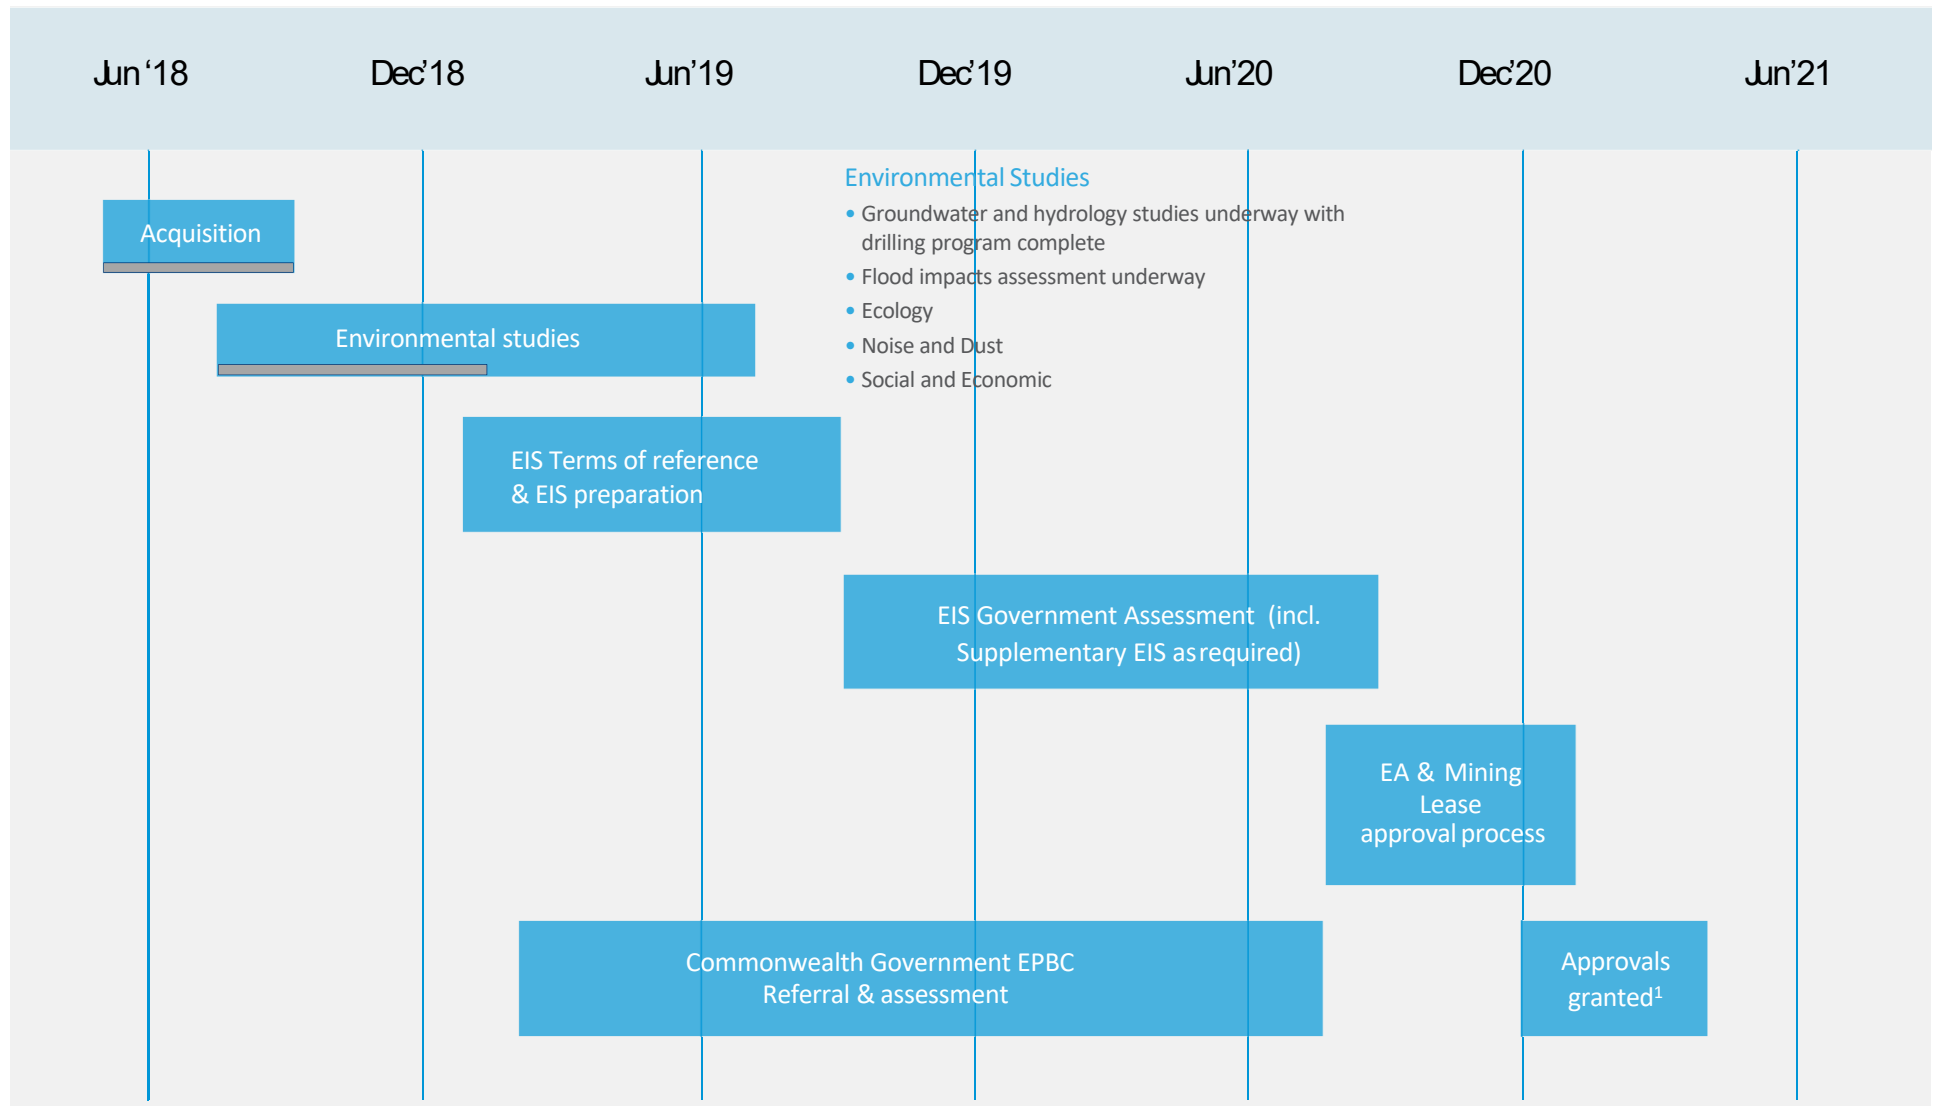 Jun ‘18 Dec’18 Jun’19 Dec’19 Jun’20 Dec’20 Jun’21
Environmental Studies
• Groundwater and hydrology studies underway with
drilling program complete
• Flood impacts assessment underway
• Ecology
• Noise and Dust
• Social and Economic
Acquisition
Environmental studies
EIS Terms of reference
& EIS preparation
EIS Government Assessment (incl.
Supplementary EIS as required)
EA & Mining
Lease
approval process
Commonwealth Government EPBC
Referral & assessment
Approvals
granted¹